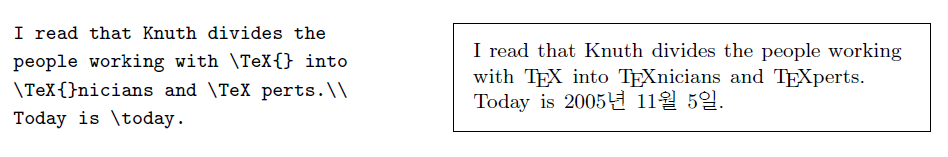 I read that Knuth divides the
people working with \TeX{} into
\TeX{}nicians and \TeX perts.\\
Today is \today.
I read that Knuth divides the people working
with TEX into TEXnicians and TEXperts.
Today is 2005년 11월 5일.